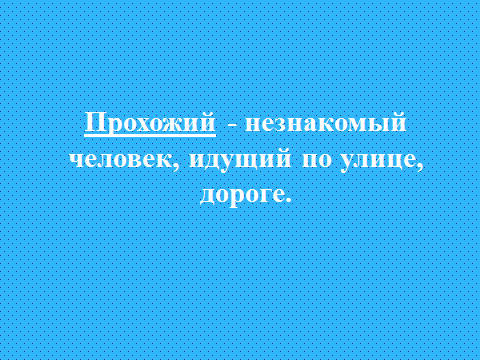 Прохожий - незнакомый
человек, идущий по улице,
дороге.